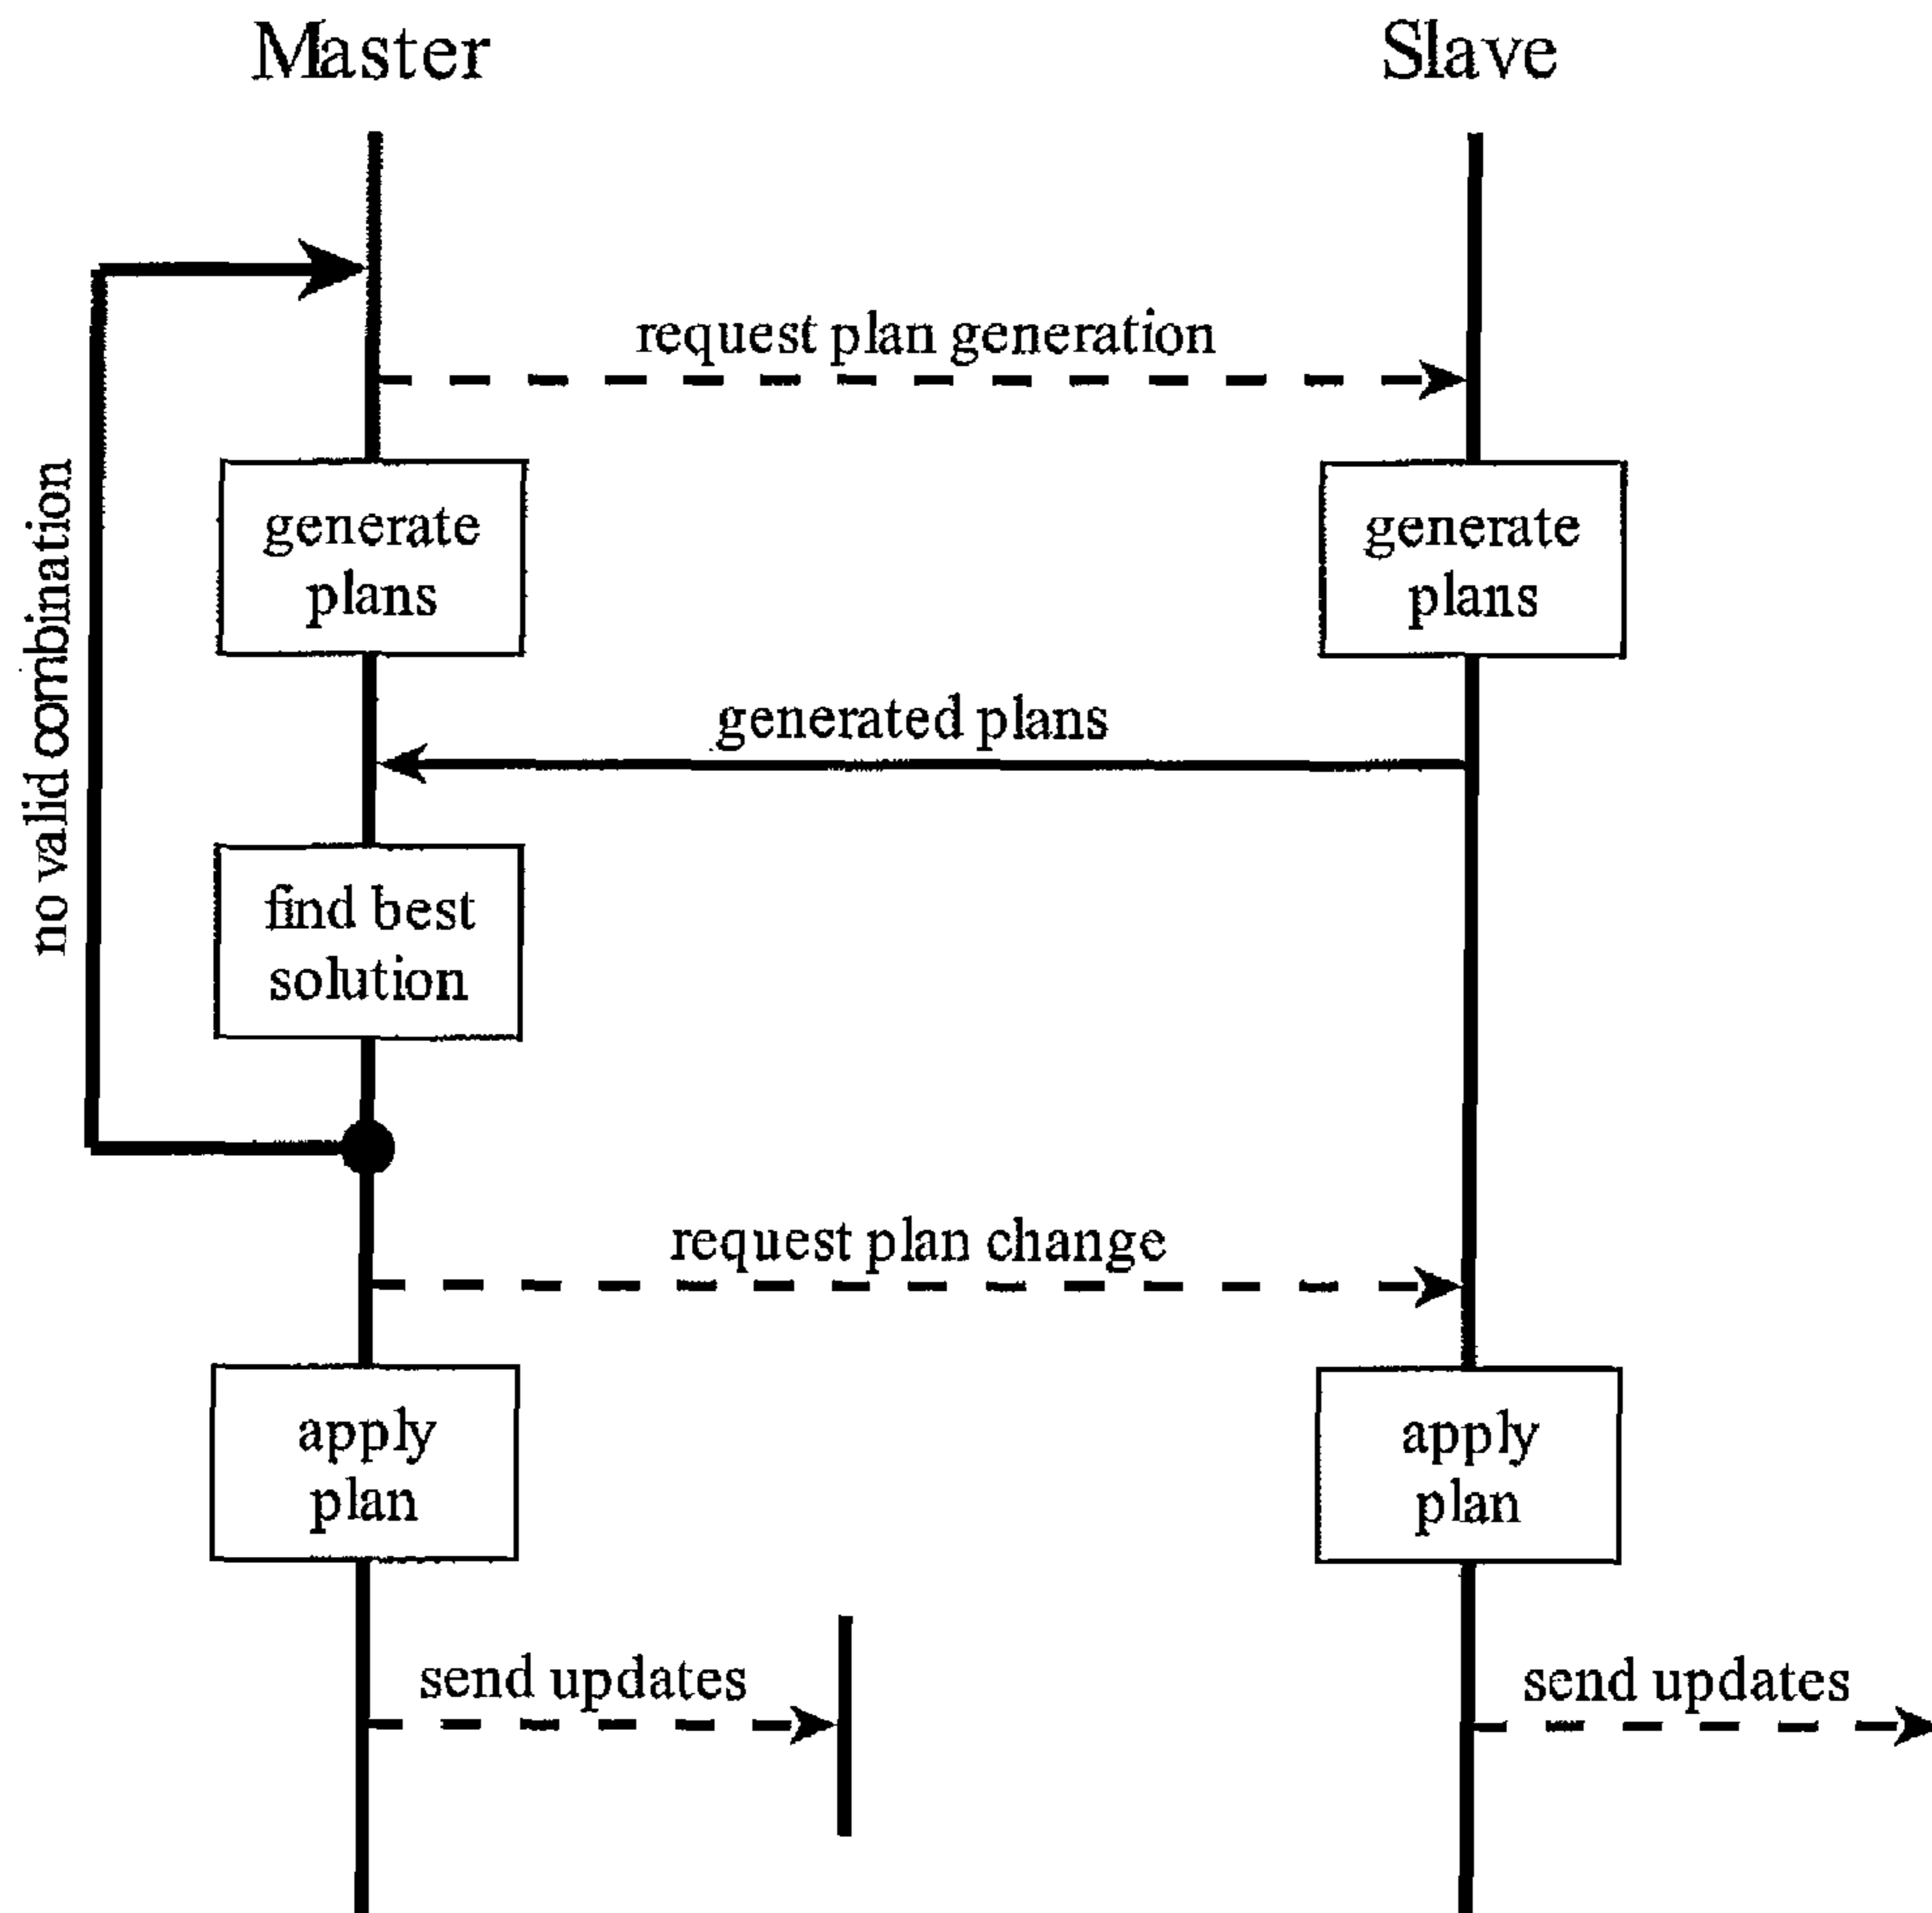 Master
Slave
request plan generation
generate
plans
generate
plans
no valid combination
generated plans
find best
solution
request plan change
apply
plan
apply
plan
send updates
send updates